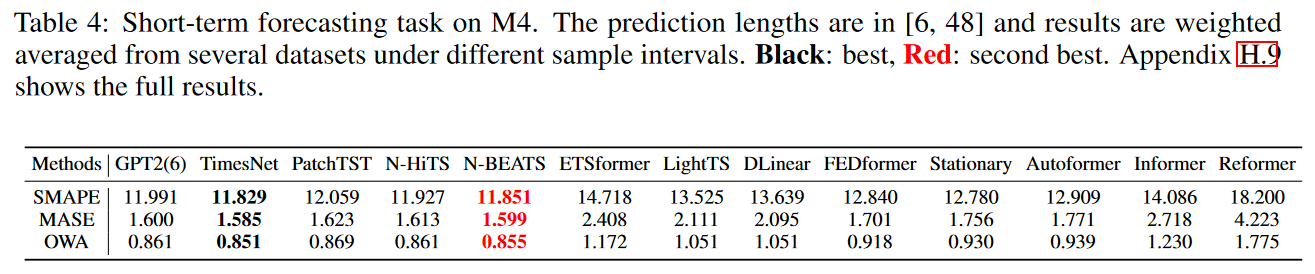 Table 4: Short-term forecasting task on M4. The prediction lengths are in [6, 48] and results are weighted
averaged from several datasets under different sample intervals. Black: best, Red: second best. Appendix H.9
shows the full results.
Methods GPT2(6) TimesNet PatchTST N-HiTS N-BEATS ETSformer LightTS DLinear FEDformer Stationary Autoformer Informer Reformer
SMAPE 11.991 11.829 12.059 11.927 11.851 14.718 13.525 13.639 12.840 12.780 12.909 14.086 18.200
MASE 1.600 1.585 1.623 1.613 1.599 2.408 2.111 2.095 1.701 1.756 1.771 2.718 4.223
OWA 0.861 0.851 0.869 0.861 0.855 1.172 1.051 1.051 0.918 0.930 0.939 1.230 1.775